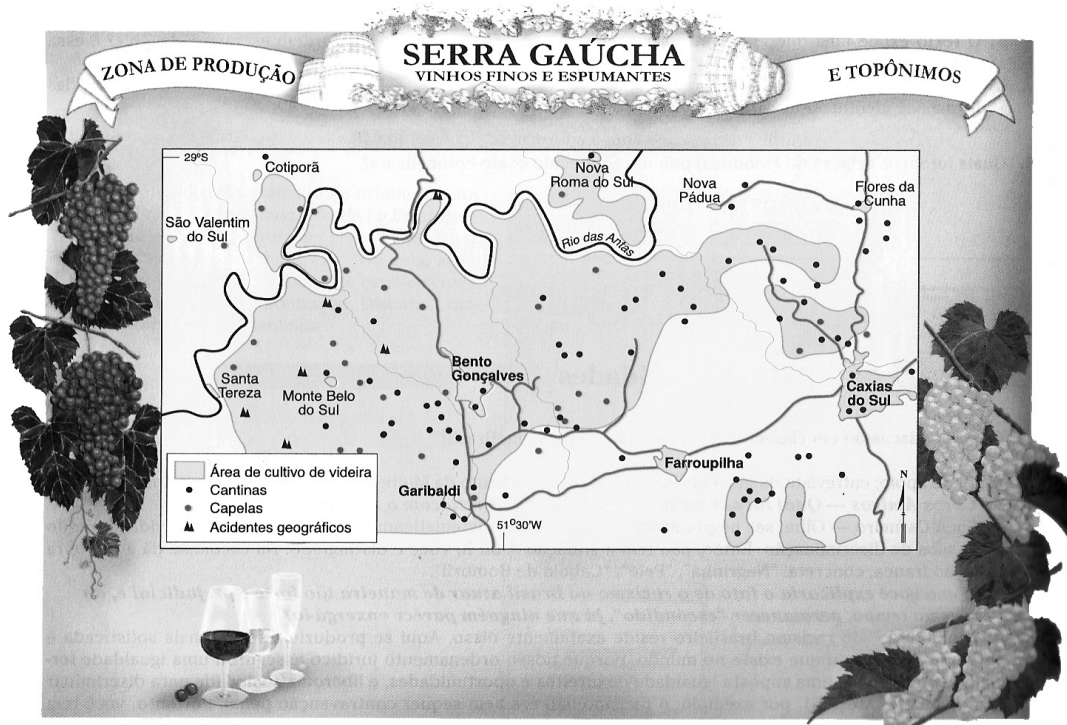 SERRA GAÚCHA
VINHOS FINOS E ESPUMANTES
ZONA DE PRODUÇÃO
E TOPÔNIMOS
29ºS
Cotiporã
Nova
Roma do Sul
Nova
Pádua
Flores da
Cunha
São Valentim
do Sul
Rio das Antas
Bento
Gonçalves
Santa
Tereza
Monte Belo
do Sul
Caxias
do Sul
Farroupilha
Garibaldi
Área de cultivo de videira
Cantinas
Capelas
Acidentes geográficos
51º30'W
N